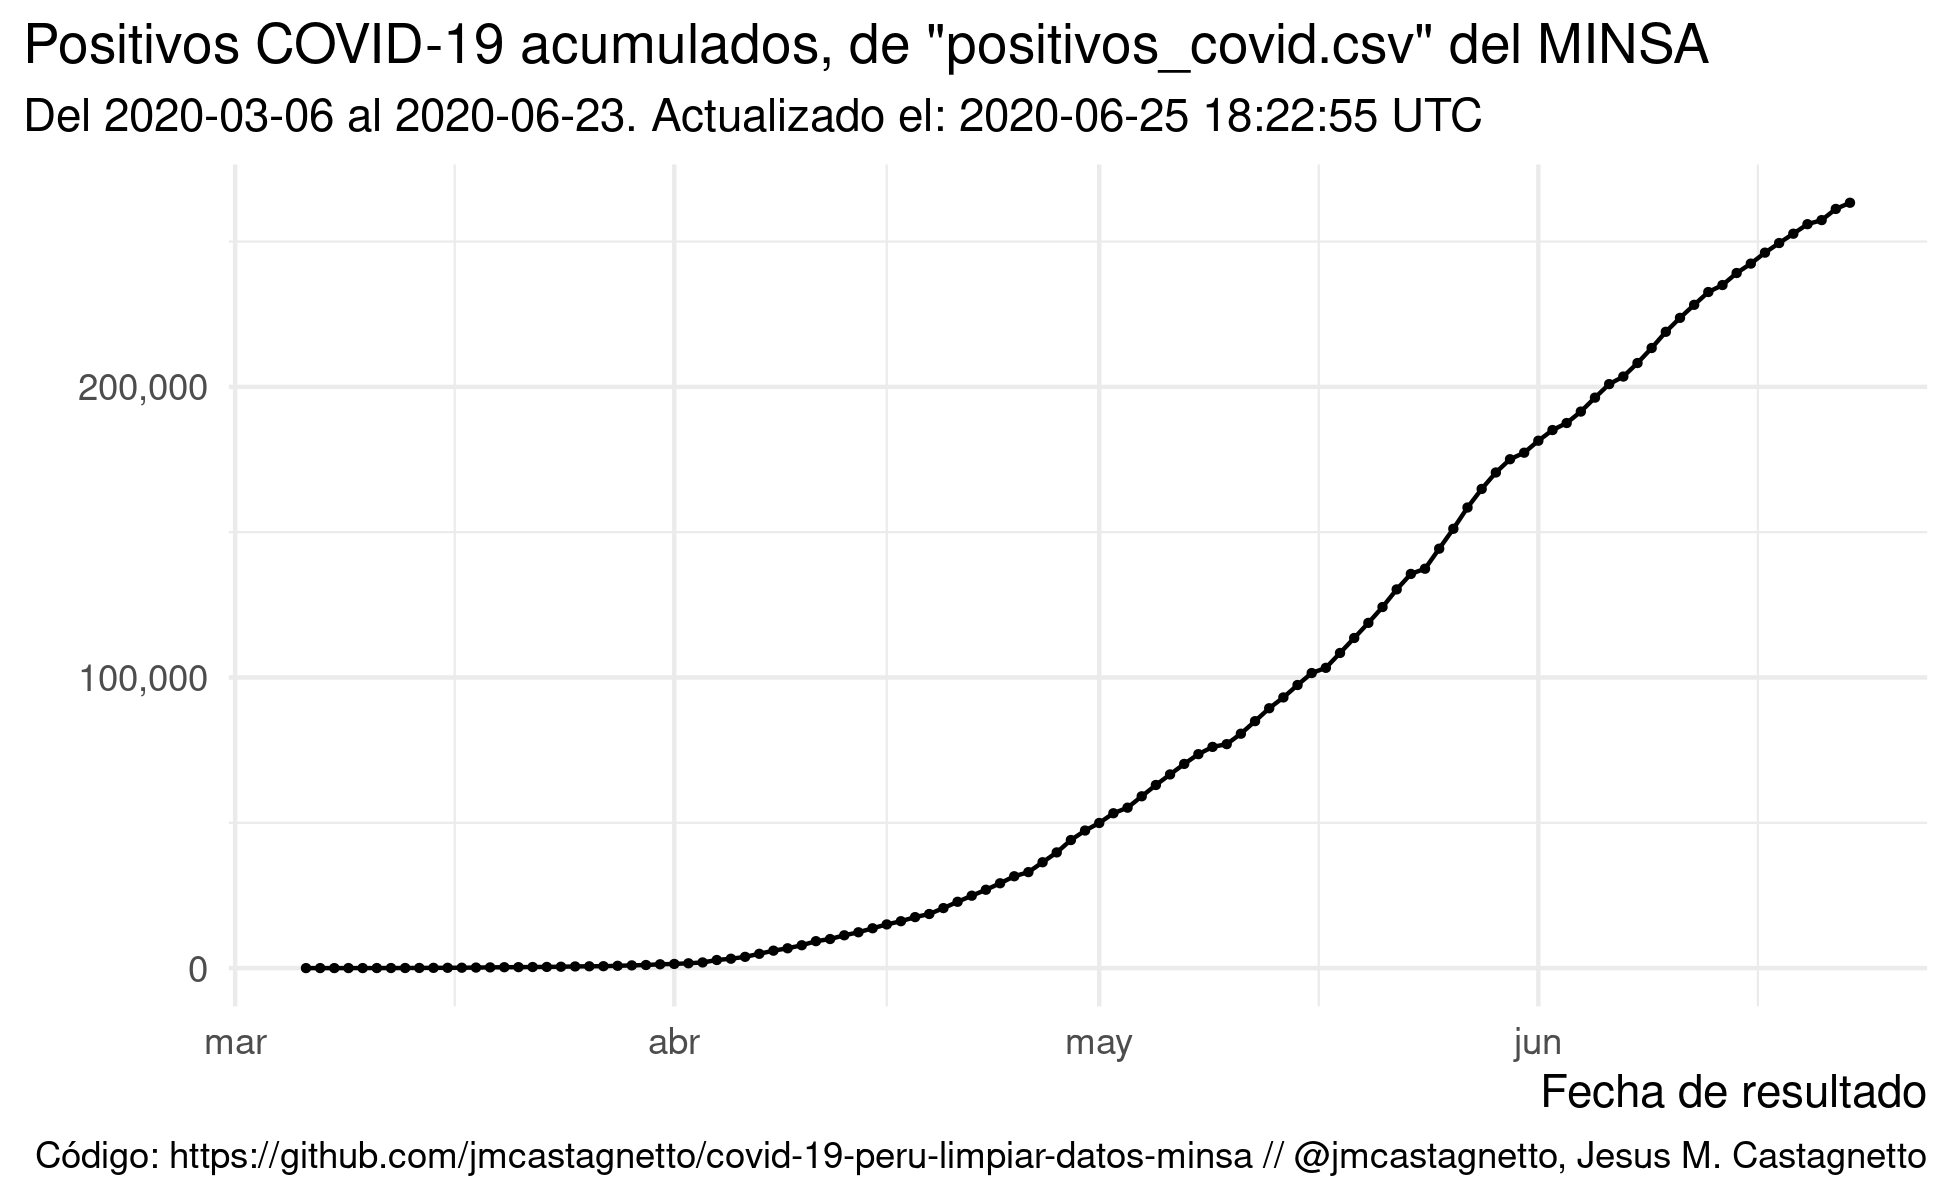 Positivos COVID-19 acumulados, de "positivos_covid.csv" del MINSA
Del 2020-03-06 al 2020-06-23. Actualizado el: 2020-06-25 18:22:55 UTC
200,000
100,000
0
mar abr may jun
Fecha de resultado
Código: https://github.com/jmcastagnetto/covid-19-peru-limpiar-datos-minsa // @jmcastagnetto, Jesus M. Castagnetto